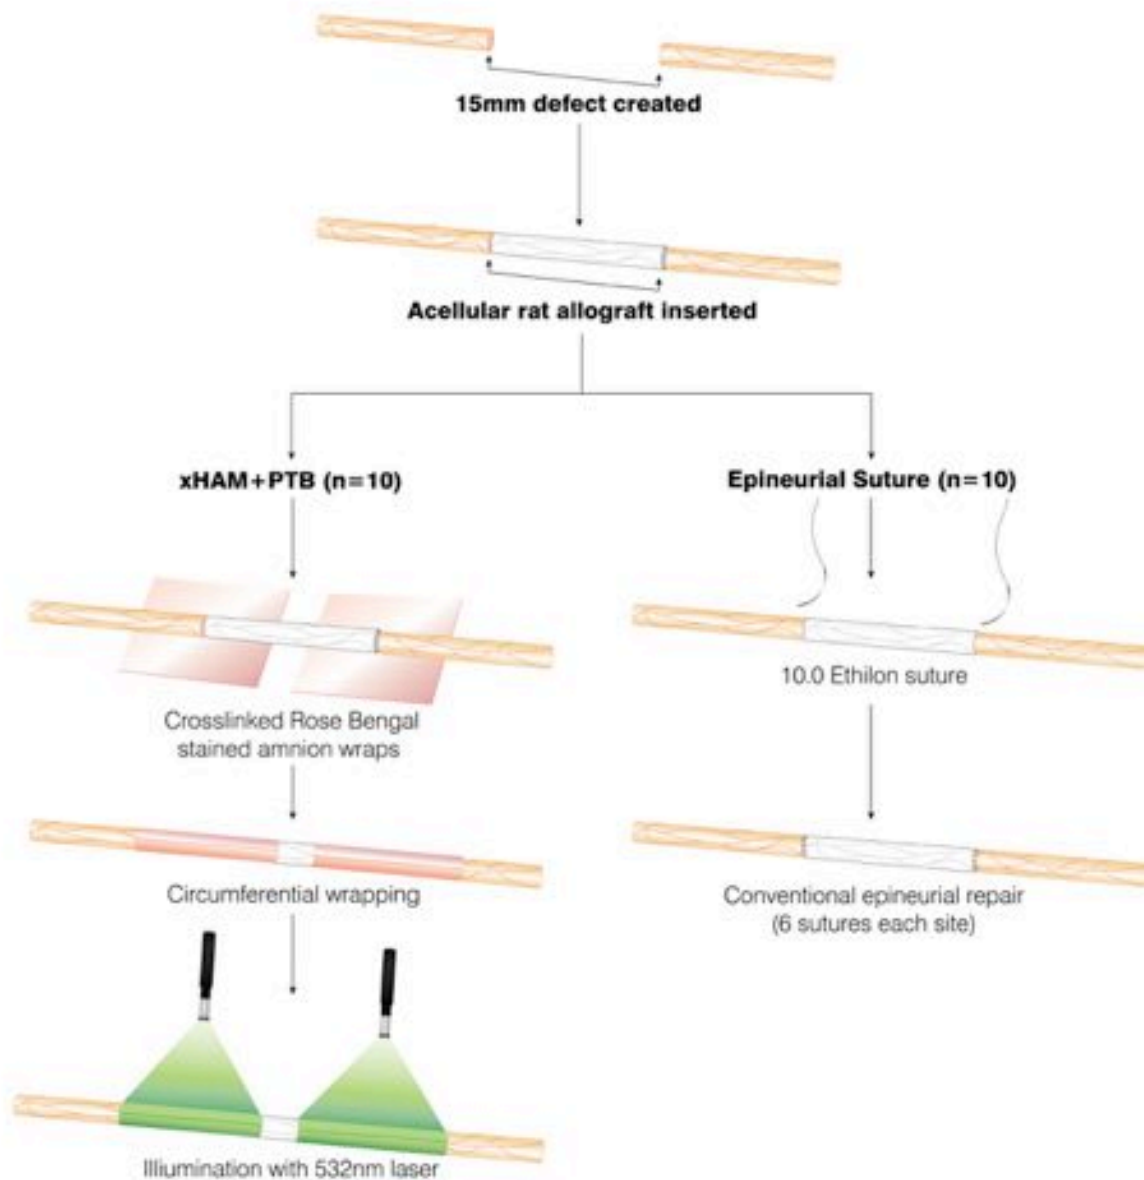 15mm defect created
Acellular rat allograft inserted
xHAM+PTB (n=10)
Epineurial Suture (n=10)
Crosslinked Rose Bengal
stained amnion wraps
10.0 Ethilon suture
Circumferential wrapping
Conventional epineurial repair
(6 sutures each site)
Illumination with 532nm laser